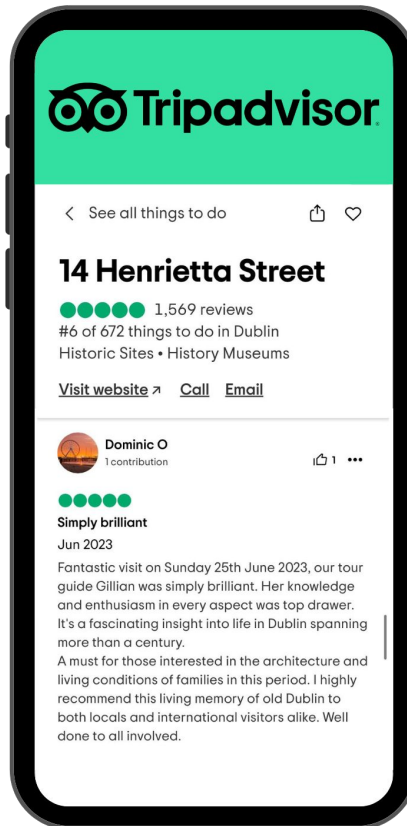 Tripadvisor
See all things to do
14 Henrietta Street
1,569 reviews
#6 of 672 things to do in Dublin
Historic Sites • History Museums
Visit website Call Email
Dominic O
1 contribution
1
Simply brilliant
Jun 2023
Fantastic visit on Sunday 25th June 2023, our tour
guide Gillian was simply brilliant. Her knowledge
and enthusiasm in every aspect was top drawer.
It's a fascinating insight into life in Dublin spanning
more than a century.
A must for those interested in the architecture and
living conditions of families in this period. I highly
recommend this living memory of old Dublin to
both locals and international visitors alike. Well
done to all involved.